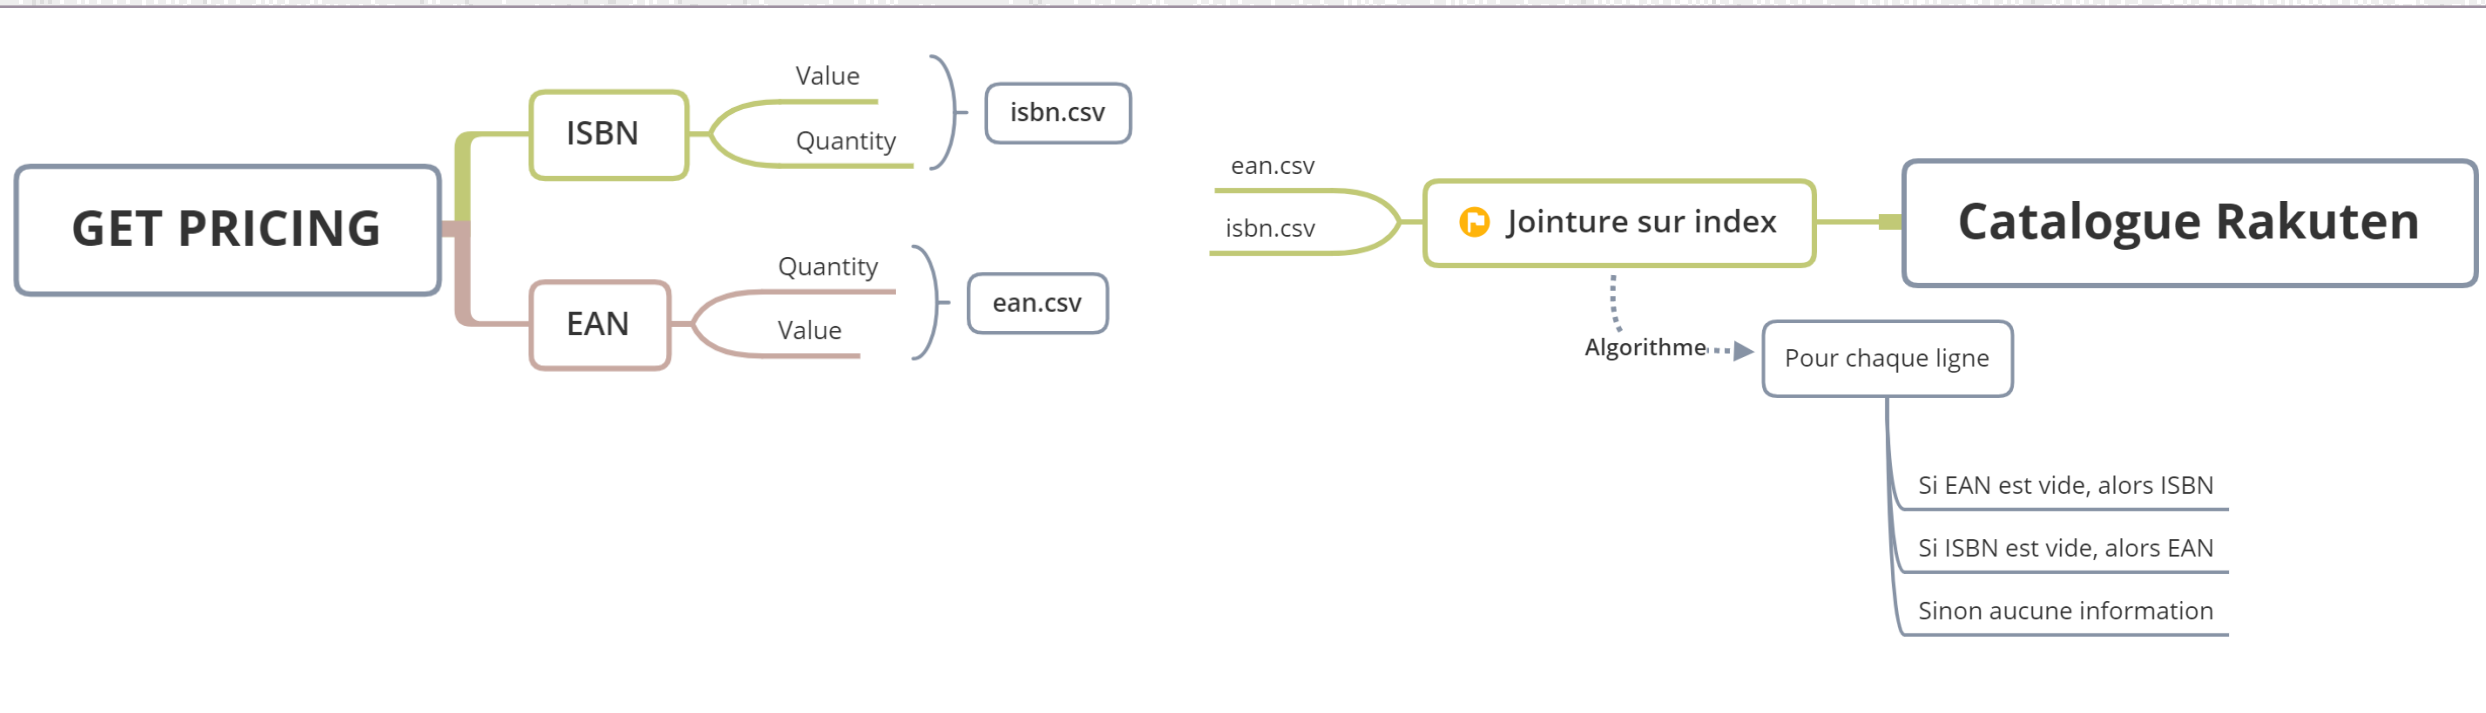 GET PRICING
ISBN
Value
Quantity
isbn.csv
EAN
Quantity
Value
ean.csv
ean.csv
isbn.csv
Jointure sur index
Catalogue Rakuten
Algorithme
Pour chaque ligne
Si EAN est vide, alors ISBN
Si ISBN est vide, alors EAN
Sinon aucune information